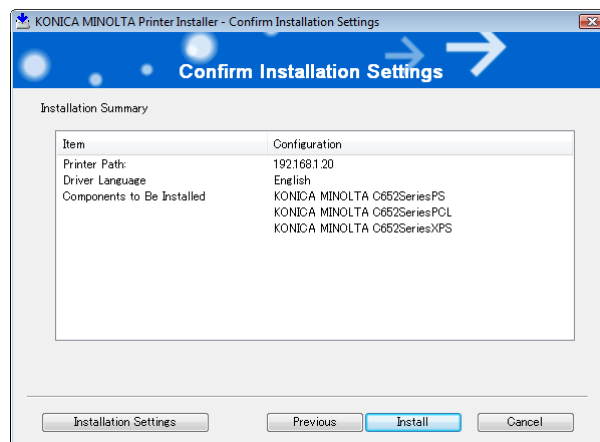 KONICA MINOLTA Printer Installer - Confirm Installation Settings
Confirm Installation Settings
Installation Summary
Item Configuration
Printer Path: 192.168.1.20
Driver Language English
Components to Be Installed KONICA MINOLTA C652SeriesPS
KONICA MINOLTA C652SeriesPCL
KONICA MINOLTA C652SeriesXPS
Installation Settings Previous Install Cancel